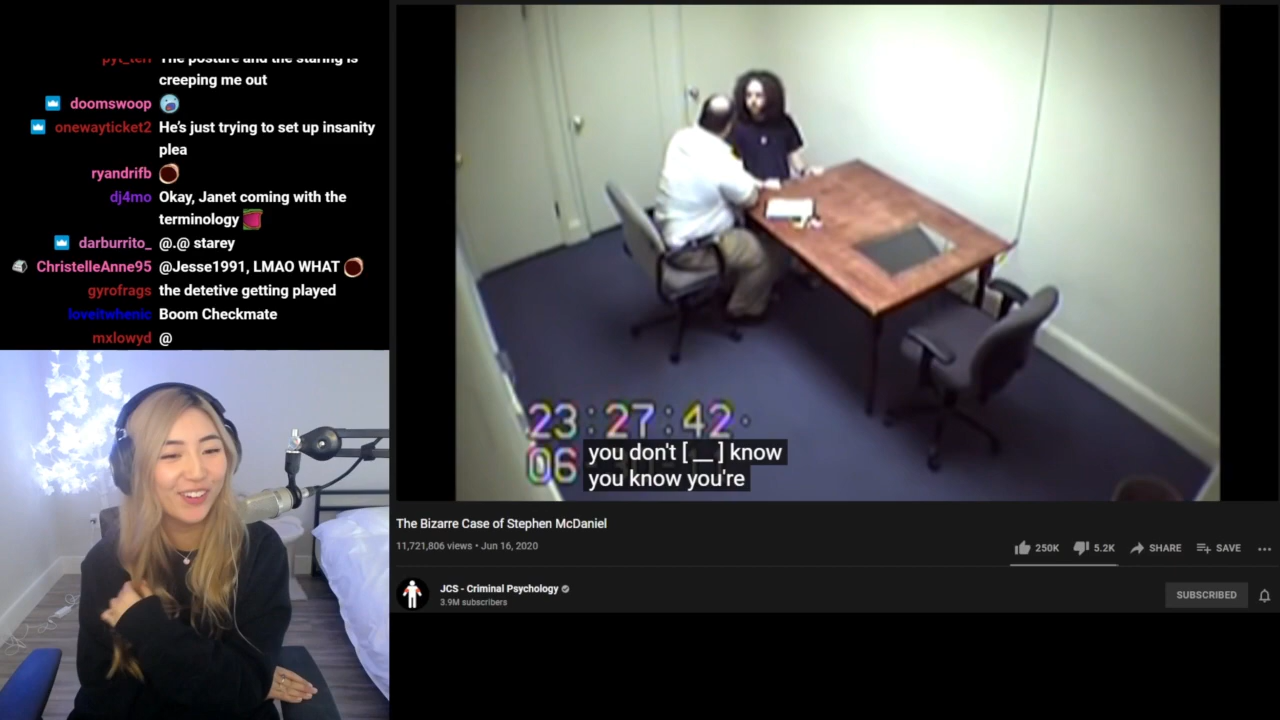 The posture and the staring is
creeping me out
doomswoop
onewayticket2 He's just trying to set up insanity
plea
ryandrifb
dj4mo Okay, Janet coming with the
terminology
darburrito_ @.@ starey
ChristelleAnne95 @Jesse1991, LMAO WHAT
gyrofrags the detetive getting played
loveitwhenic Boom Checkmate
mxlowyd @
23:27:42
06
you don't [ __ ] know
you know you're
The Bizarre Case of Stephen McDaniel
11,721,806 views • Jun 16, 2020
250K 5.2K SHARE SAVE
JCS - Criminal Psychology
3.9M subscribers
SUBSCRIBED